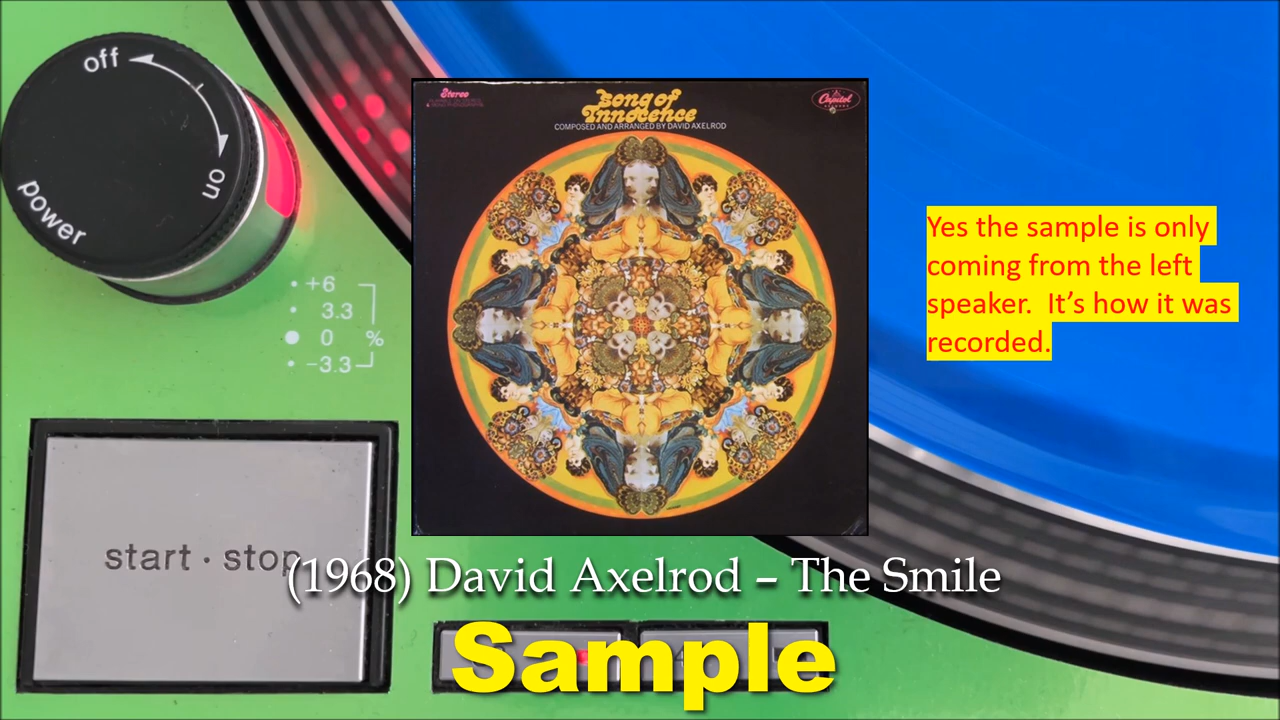 off
on
power
+6
3.3
0 %
−3.3
start · stop
Stereo
Song of
Innocence
COMPOSED AND ARRANGED BY DAVID AXELROD
Capitol
Yes the sample is only
coming from the left
speaker. It’s how it was
recorded.
(1968) David Axelrod – The Smile
Sample